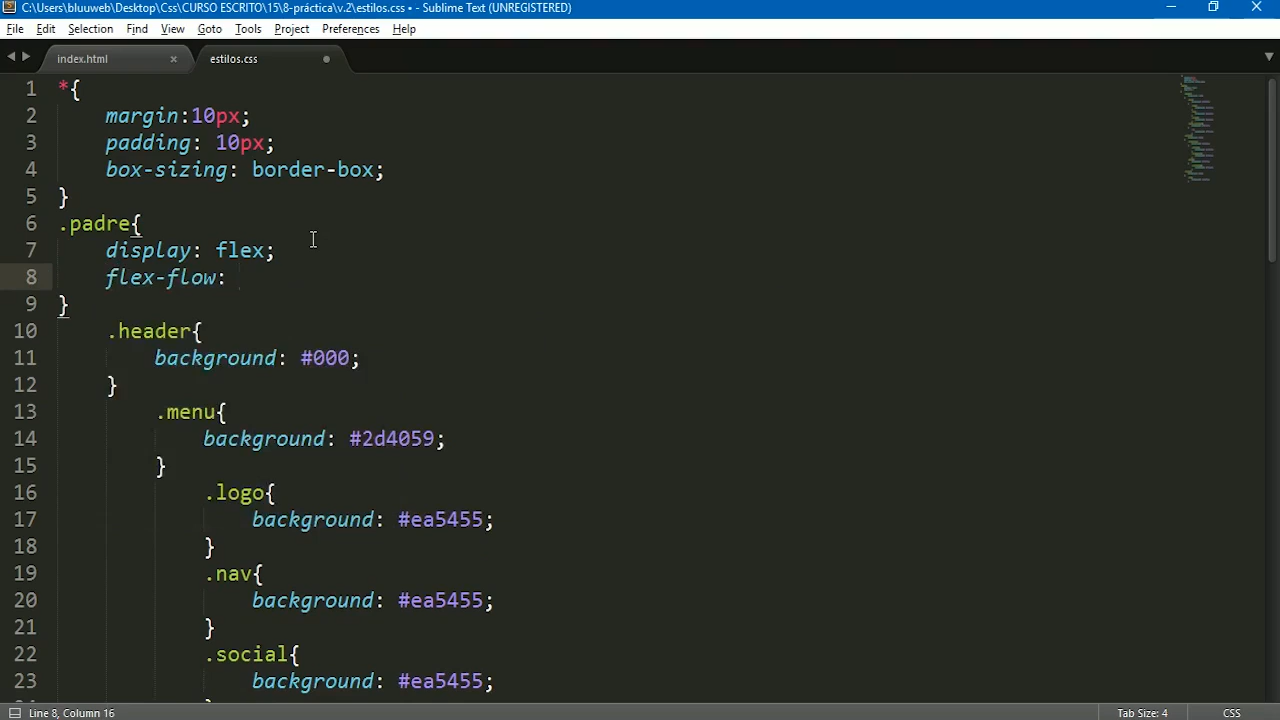 C:\Users\bluuweb\Desktop\Css\CURSO ESCRITO\15\8-práctica\v.2\estilos.css • - Sublime Text (UNREGISTERED)
File Edit Selection Find View Goto Tools Project Preferences Help
index.html × estilos.css
1 *{
2 margin:10px;
3 padding: 10px;
4 box-sizing: border-box;
5 }
6 .padre{
7 display: flex;
8 flex-flow:
9 }
10 .header{
11 background: #000;
12 }
13 .menu{
14 background: #2d4059;
15 }
16 .logo{
17 background: #ea5455;
18 }
19 .nav{
20 background: #ea5455;
21 }
22 .social{
23 background: #ea5455;
Line 8, Column 16 Tab Size: 4 CSS